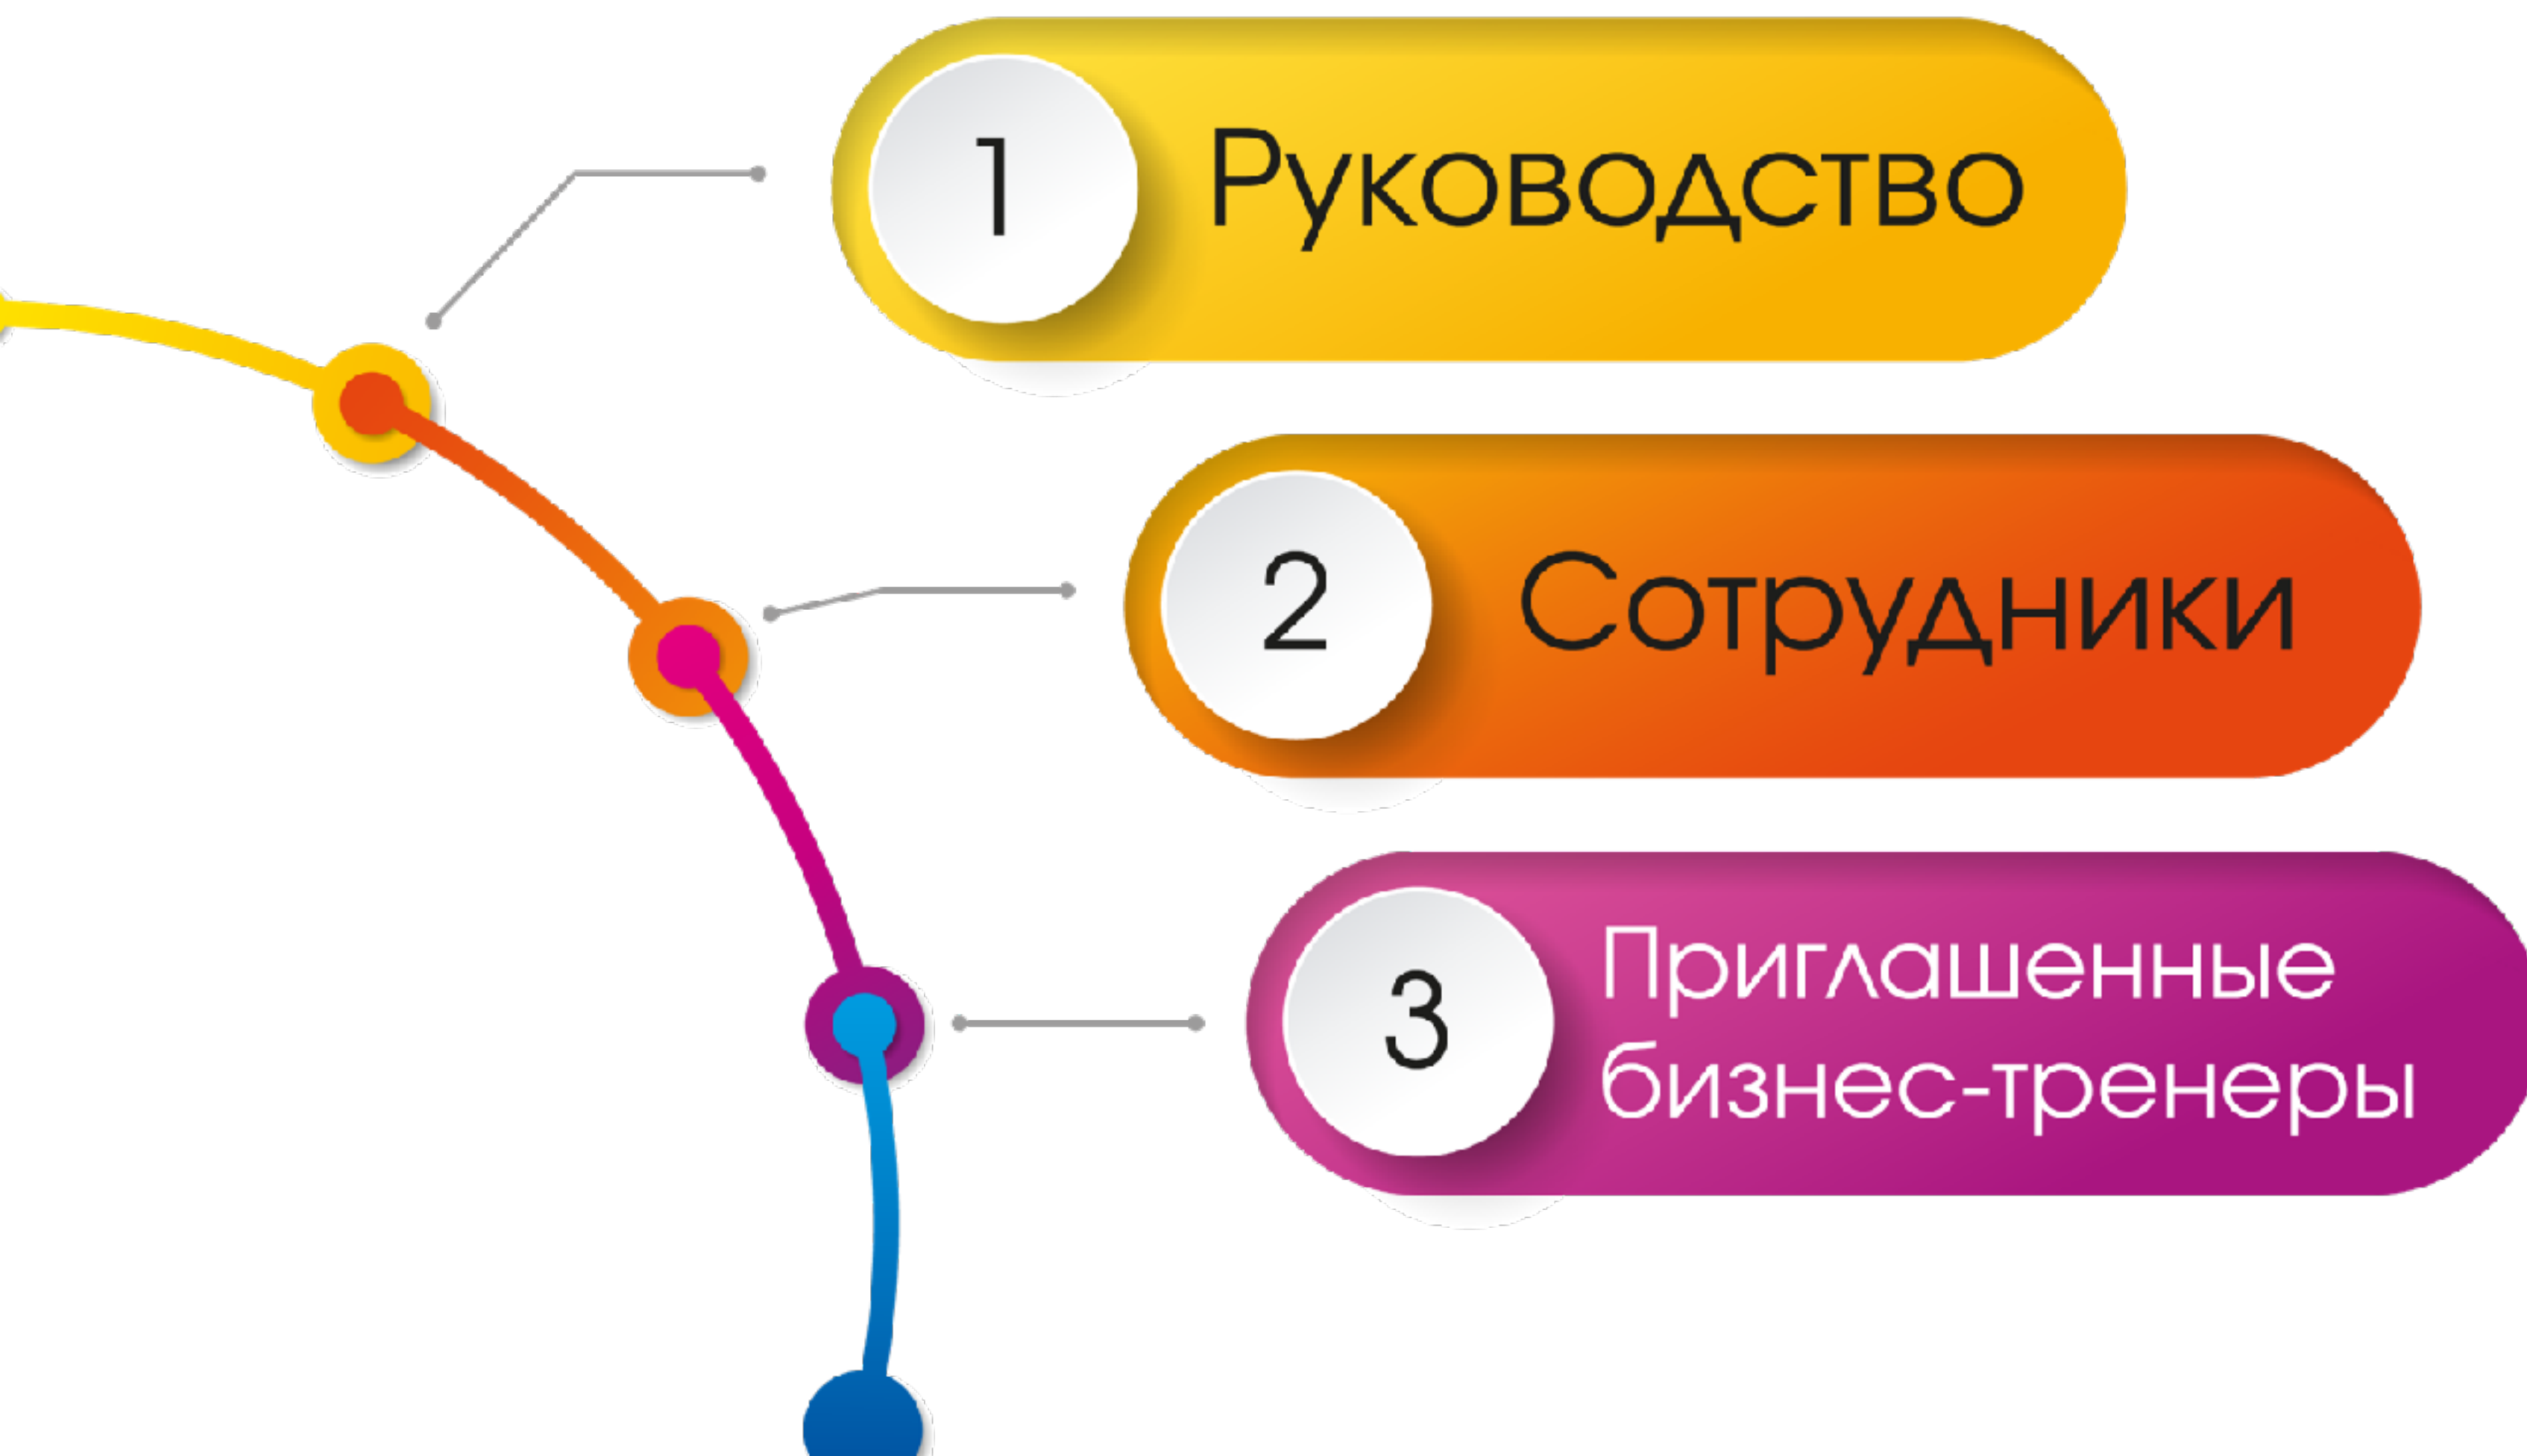 1
Руководство
2
Сотрудники
3
Приглашенные
бизнес-тренеры